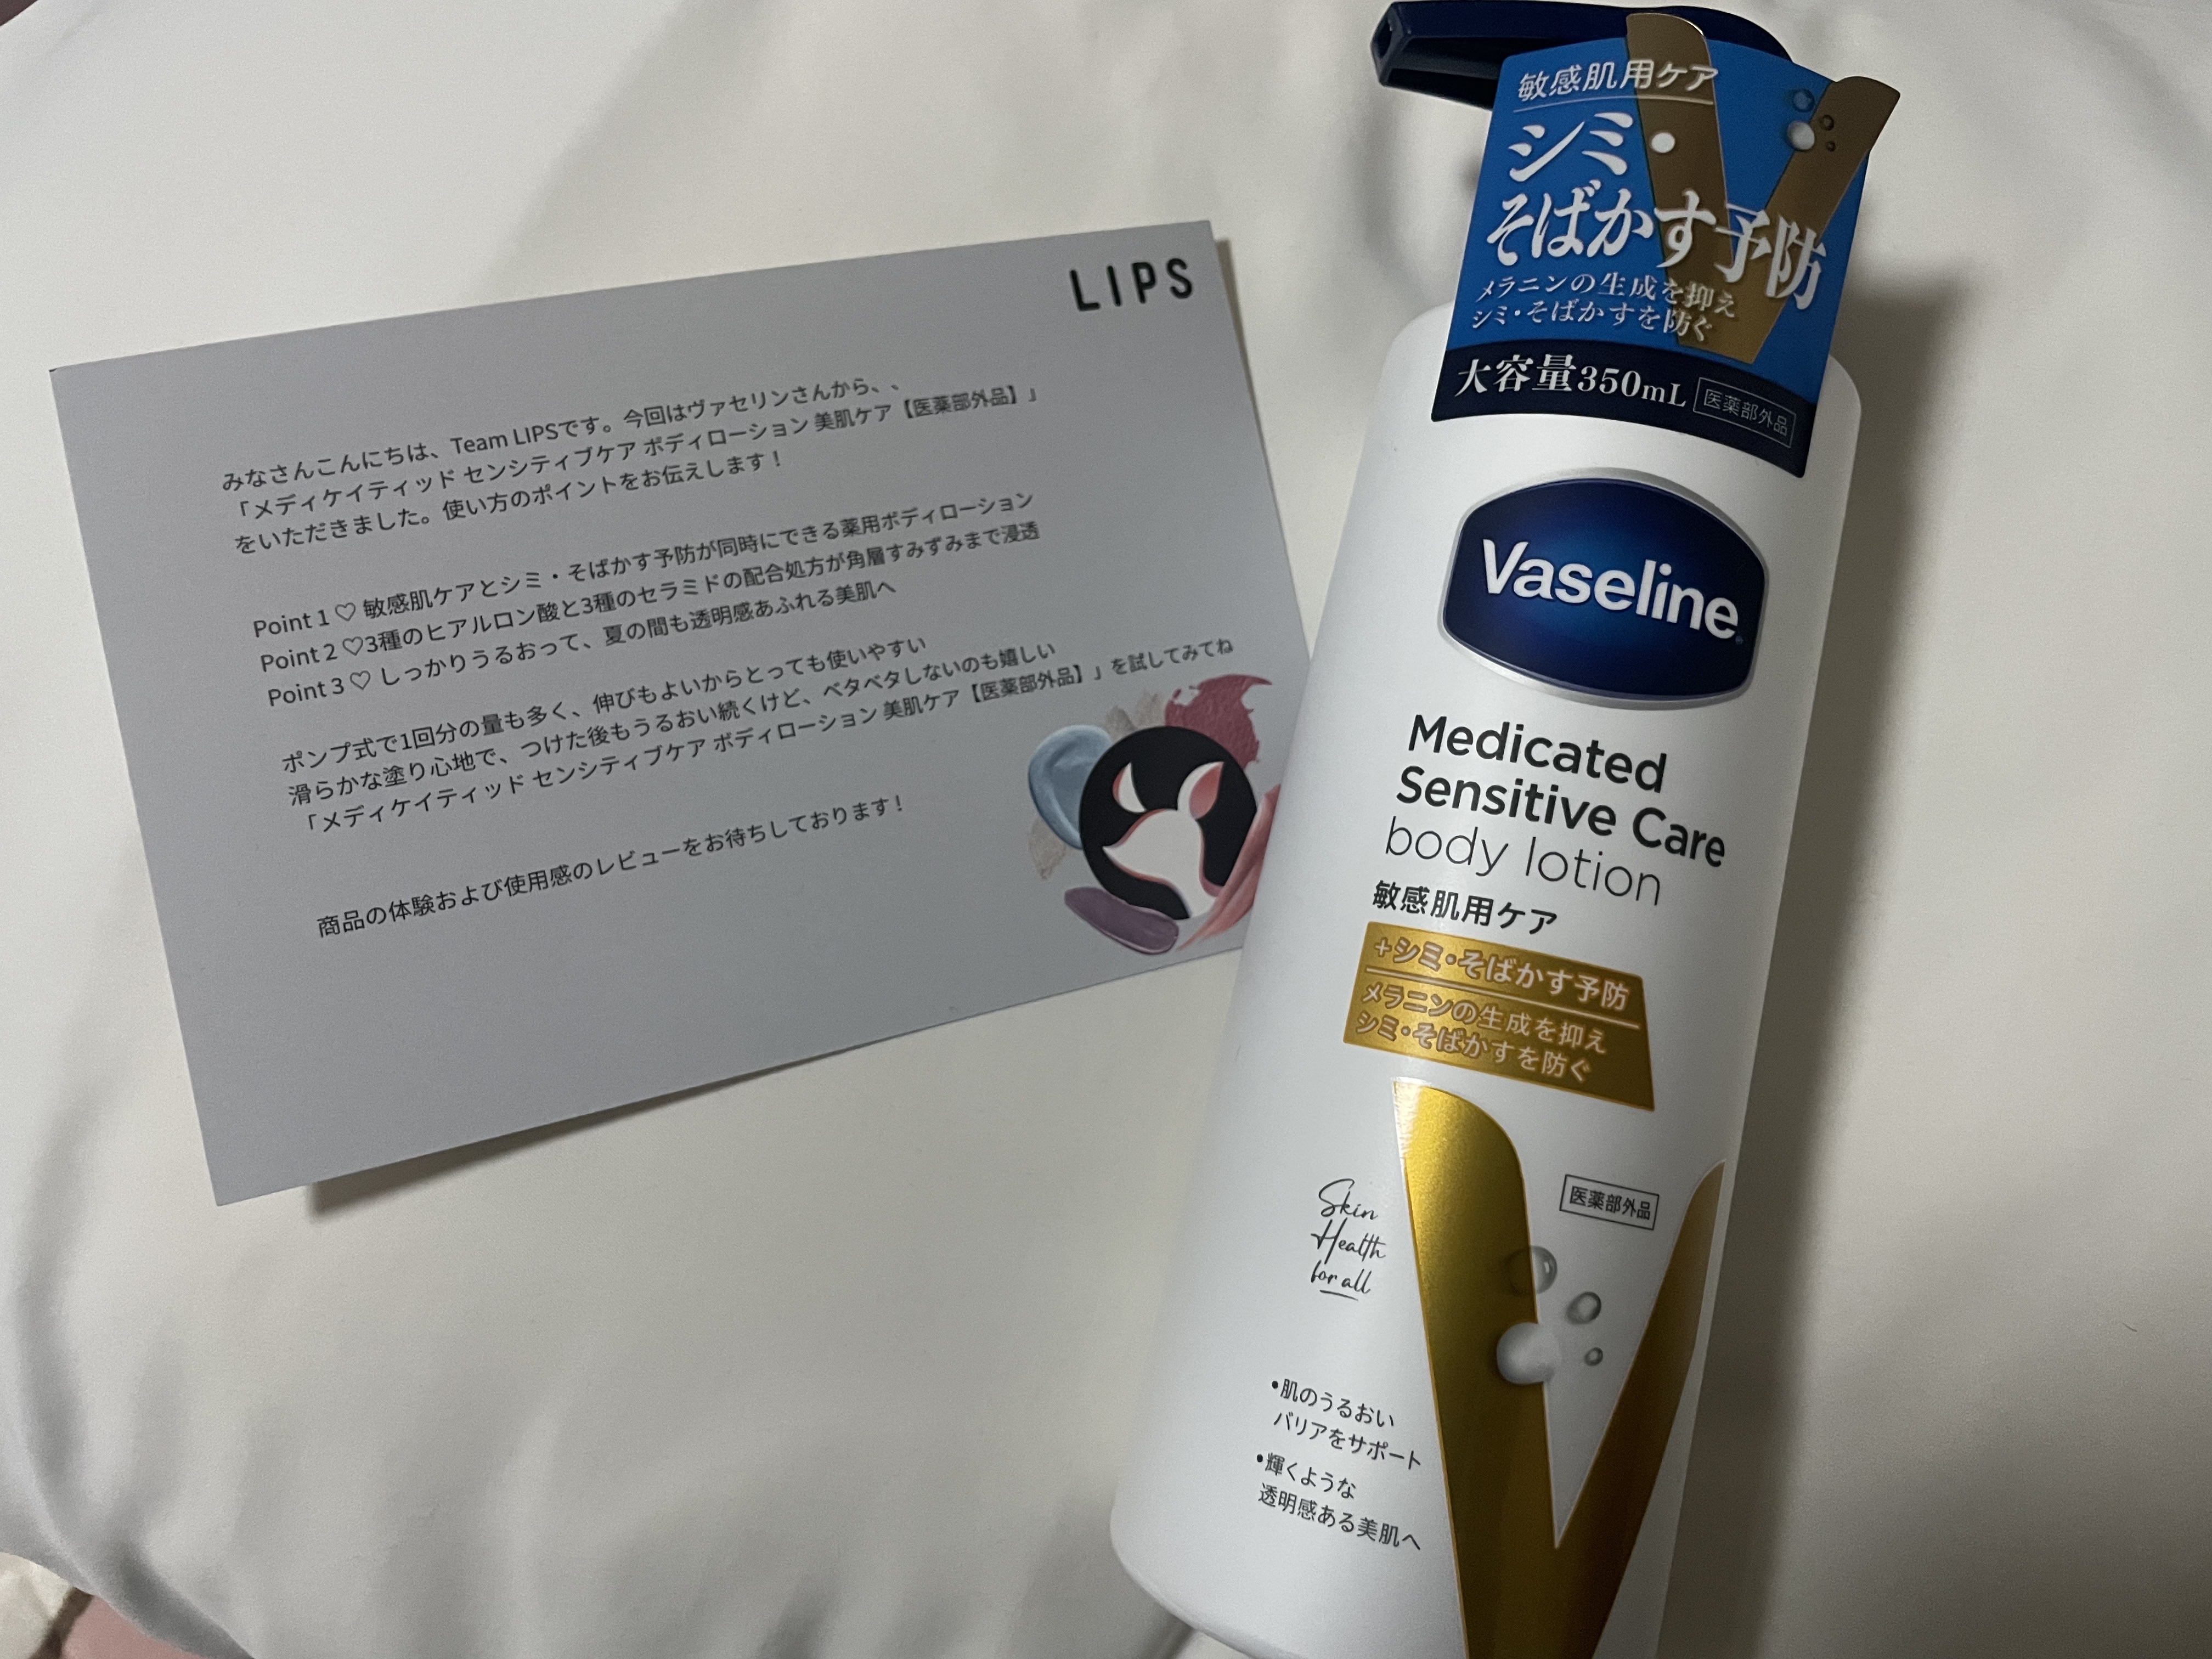 LIPS
みなさんこんにちは、Team LIPSです。今回はヴァセリンさんから、、
「メディケイティッド センシティブケア ボディローション 美肌ケア【医薬部外品】」
をいただきました。使い方のポイントをお伝えします！
Point 1 ♡ 敏感肌ケアとシミ・そばかす予防が同時にできる薬用ボディローション
Point 2 ♡3種のヒアルロン酸と3種のセラミドの配合処方が角層すみずみまで浸透
Point 3 ♡ しっかりうるおって、夏の間も透明感あふれる美肌へ
ポンプ式で1回分の量も多く、伸びもよいからとっても使いやすい
滑らかな塗り心地で、つけた後もうるおい続くけど、ベタベタしないのも嬉しい
「メディケイティッド センシティブケア ボディローション 美肌ケア【医薬部外品】」を試してみてね
商品の体験および使用感のレビューをお待ちしております！
敏感肌用ケア
シミ・
そばかす予防
メラニンの生成を抑え
シミ・そばかすを防ぐ
大容量350mL 医薬部外品
Vaseline
Medicated
Sensitive Care
body lotion
敏感肌用ケア
+シミ・そばかす予防
メラニンの生成を抑え
シミ・そばかすを防ぐ
医薬部外品
Skin
Health
for all
•肌のうるおい
バリアをサポート
•輝くような
透明感ある美肌へ